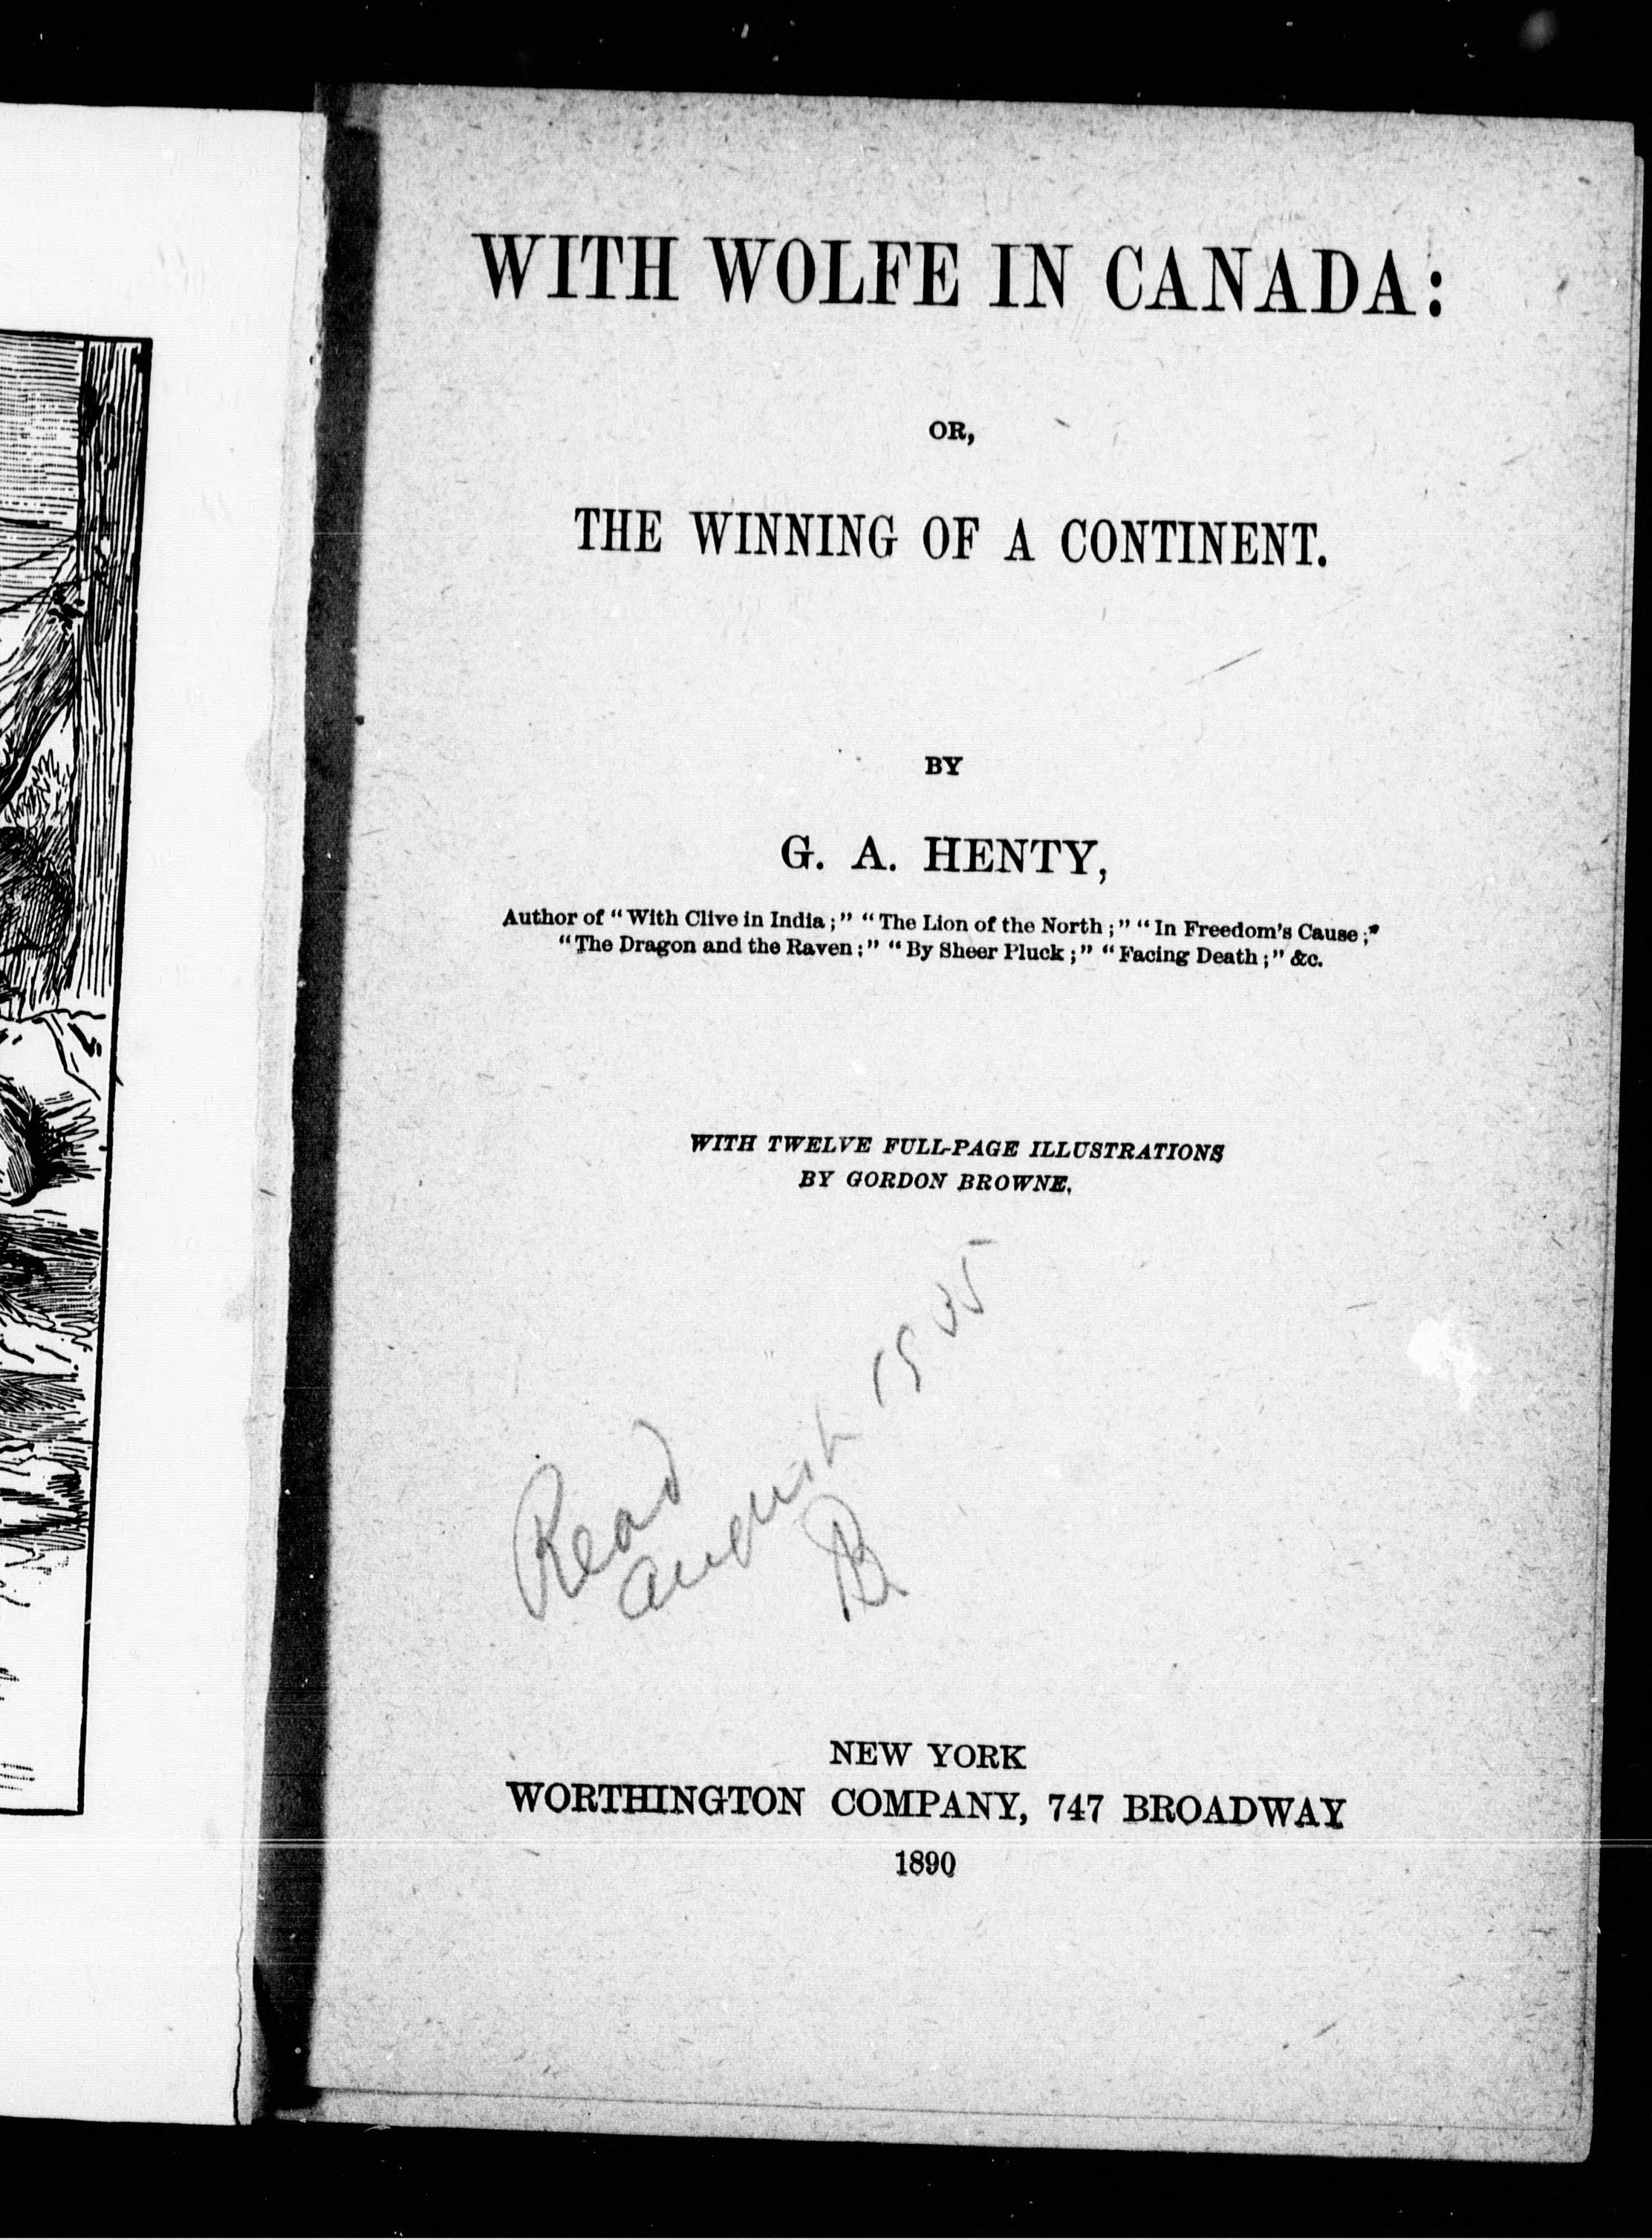 WITH WOLFE IN CANADA:
OR,
THE WINNING OF A CONTINENT.
BY
G. A. HENTY,
Author of "With Clive in India;" "The Lion of the North;" "In Freedom's Cause;"
"The Dragon and the Raven;" "By Sheer Pluck;" "Facing Death;" &c.
WITH TWELVE FULL-PAGE ILLUSTRATIONS
BY GORDON BROWNE.
Read
August 1935
B
NEW YORK
WORTHINGTON COMPANY, 747 BROADWAY
1890